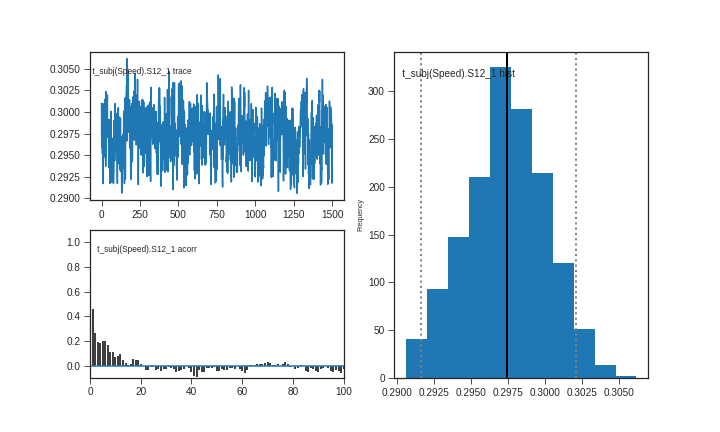 0.3050
0.3025
0.3000
0.2975
0.2950
0.2925
0.2900
t_subj(Speed).S12_1 trace
0 250 500 750 1000 1250 1500
1.0
0.8
0.6
0.4
0.2
0.0
t_subj(Speed).S12_1 acorr
0 20 40 60 80 100
Frequency
300
250
200
150
100
50
0
t_subj(Speed).S12_1 hist
0.2900 0.2925 0.2950 0.2975 0.3000 0.3025 0.3050